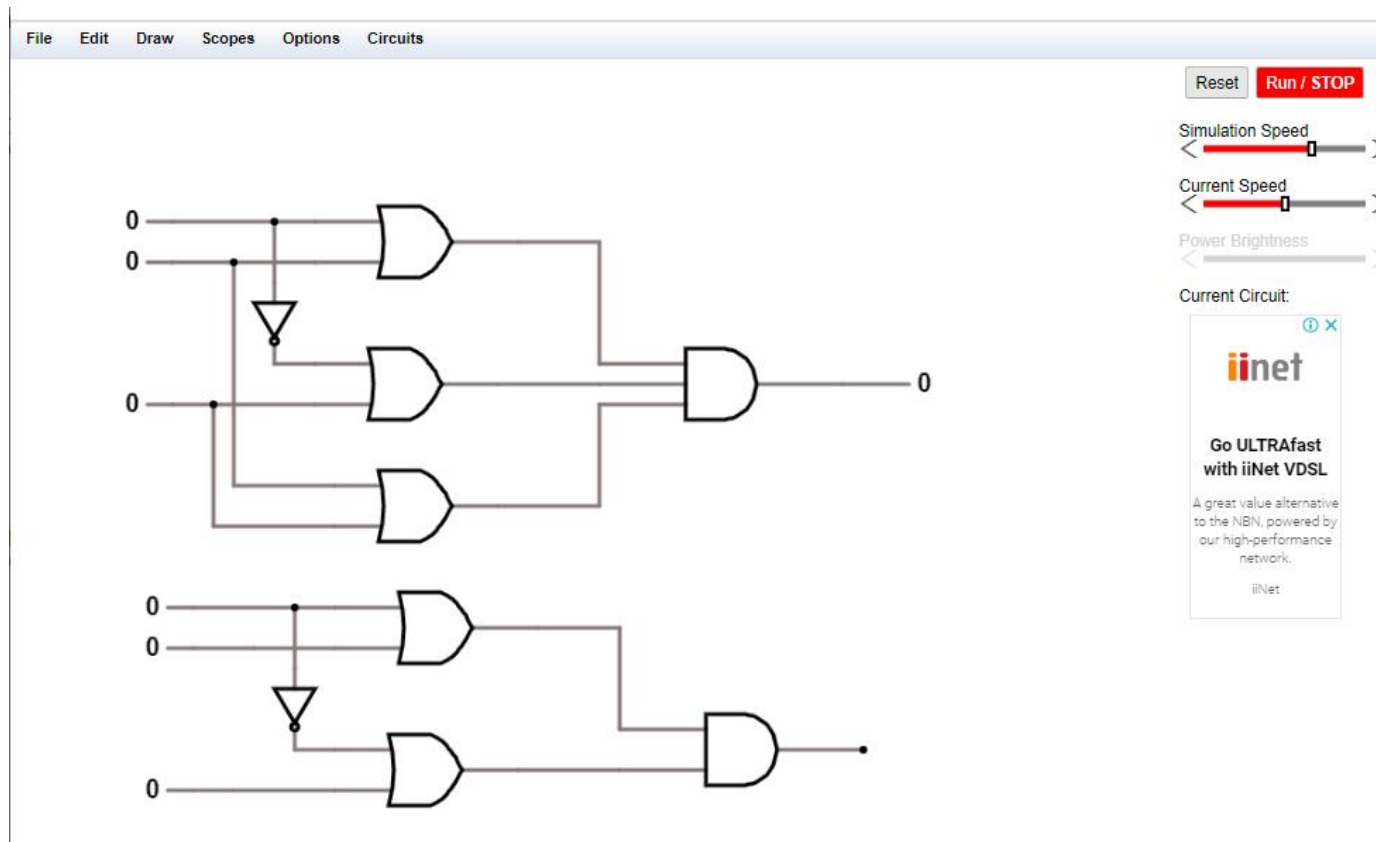 File Edit Draw Scopes Options Circuits
Reset Run / STOP
Simulation Speed
Current Speed
Power Brightness
Current Circuit:
iinet
Go ULTRAfast
with iiNet VDSL
A great value alternative
to the NBN, powered by
our high-performance
network.
iiNet
0
0
0
0
0
0
0